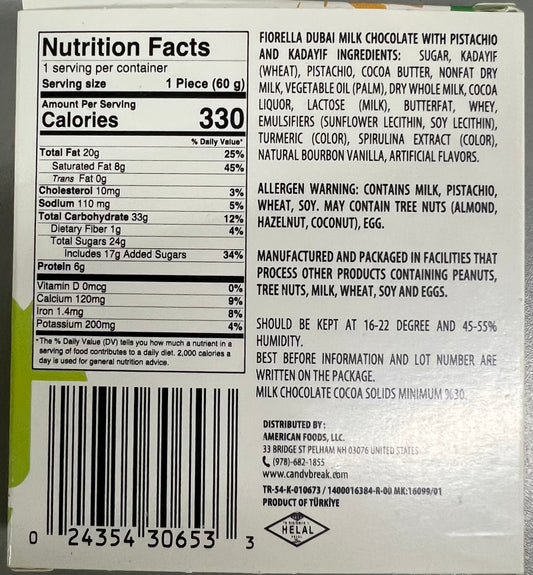 Nutrition Facts
1 serving per container
Serving size 1 Piece (60 g)
Amount Per Serving
Calories 330
% Daily Value*
Total Fat 20g 25%
Saturated Fat 8g 45%
Trans Fat 0g
Cholesterol 10mg 3%
Sodium 110 mg 5%
Total Carbohydrate 33g 12%
Dietary Fiber 1g 4%
Total Sugars 24g
Includes 17g Added Sugars 34%
Protein 6g
Vitamin D 0mcg 0%
Calcium 120mg 9%
Iron 1.4mg 8%
Potassium 200mg 4%
*The % Daily Value (DV) tells you how much a nutrient in a
serving of food contributes to a daily diet. 2,000 calories a
day is used for general nutrition advice.
0 24354 30653 3
FIORELLA DUBAI MILK CHOCOLATE WITH PISTACHIO
AND KADAYIF INGREDIENTS: SUGAR, KADAYIF
(WHEAT), PISTACHIO, COCOA BUTTER, NONFAT DRY
MILK, VEGETABLE OIL (PALM), DRY WHOLE MILK, COCOA
LIQUOR, LACTOSE (MILK), BUTTERFAT, WHEY,
EMULSIFIERS (SUNFLOWER LECITHIN, SOY LECITHIN),
TURMERIC (COLOR), SPIRULINA EXTRACT (COLOR),
NATURAL BOURBON VANILLA, ARTIFICIAL FLAVORS.
ALLERGEN WARNING: CONTAINS MILK, PISTACHIO,
WHEAT, SOY. MAY CONTAIN TREE NUTS (ALMOND,
HAZELNUT, COCONUT), EGG.
MANUFACTURED AND PACKAGED IN FACILITIES THAT
PROCESS OTHER PRODUCTS CONTAINING PEANUTS,
TREE NUTS, MILK, WHEAT, SOY AND EGGS.
SHOULD BE KEPT AT 16-22 DEGREE AND 45-55%
HUMIDITY.
BEST BEFORE INFORMATION AND LOT NUMBER ARE
WRITTEN ON THE PACKAGE.
MILK CHOCOLATE COCOA SOLIDS MINIMUM %30.
DISTRIBUTED BY:
AMERICAN FOODS, LLC.
33 BRIDGE ST PELHAM NH 03076 UNITED STATES
(978)-682-1855
www.candybreak.com
TR-54-K-010673 / 1400016384-R-00 MK:16099/01
PRODUCT OF TÜRKİYE
HELAL